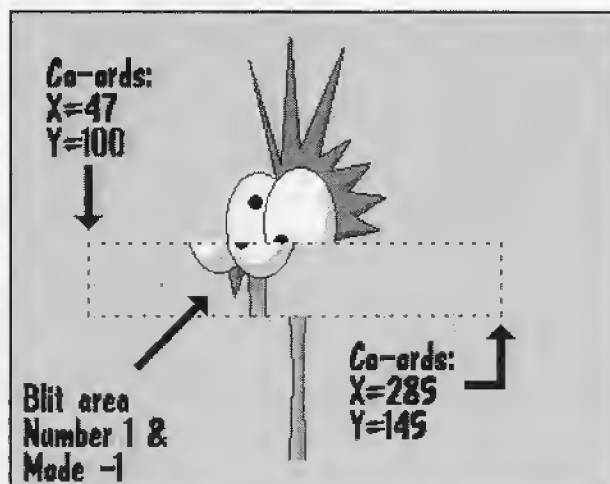 Co-ords:
X=47
Y=100
Co-ords:
X=285
Y=145
Blit area
Number 1 &
Mode -1